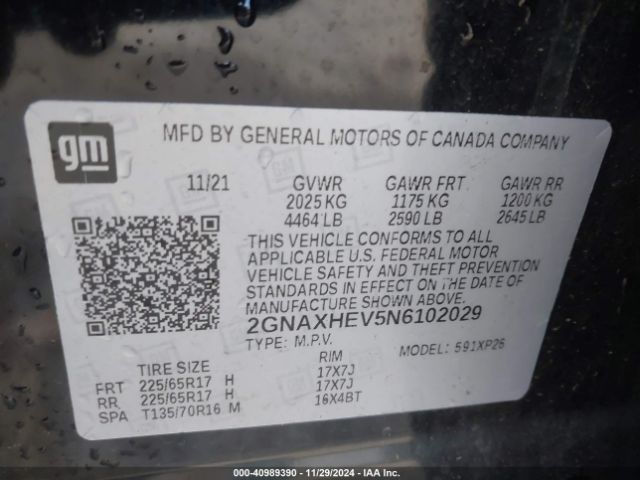 gm
MFD BY GENERAL MOTORS OF CANADA COMPANY
11/21 GVWR GAWR FRT GAWR RR
2025 KG 1175 KG 1200 KG
4464 LB 2590 LB 2645 LB
THIS VEHICLE CONFORMS TO ALL
APPLICABLE U.S. FEDERAL MOTOR
VEHICLE SAFETY AND THEFT PREVENTION
STANDARDS IN EFFECT ON THE DATE OF
MANUFACTURE SHOWN ABOVE.
2GNAXHEV5N6102029
TYPE: M.P.V. MODEL: 591XP26
TIRE SIZE RIM
FRT 225/65R17 H 17X7J
RR 225/65R17 H 17X7J
SPA T135/70R16 M 16X4BT
000-40989390 | 11/29/2024 | IAA Inc.